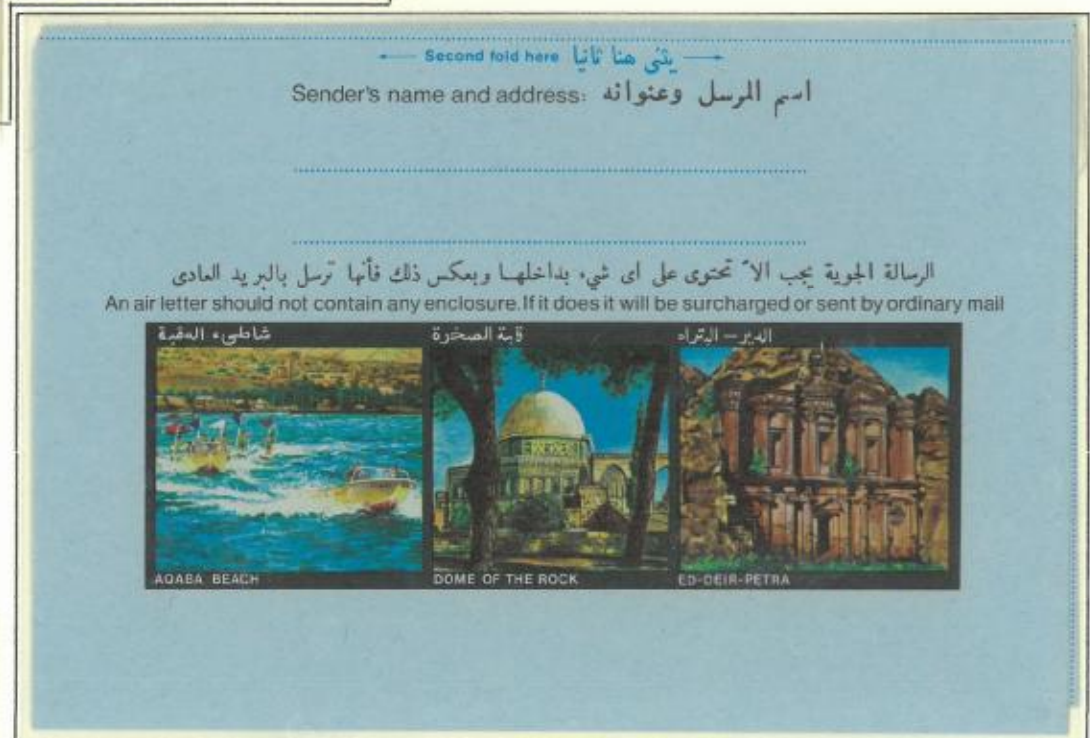 Second fold here يثنى هنا ثانيا
Sender's name and address: اسم المرسل وعنوانه
الرسالة الجوية يجب الا تحتوى على اى شيء بداخلها وبعكس ذلك فأنها ترسل بالبريد العادى
An air letter should not contain any enclosure. If it does it will be surcharged or sent by ordinary mail
شاطىء العقبة قبة الصخرة الدير - البتراء
AQABA BEACH DOME OF THE ROCK ED-DEIR-PETRA